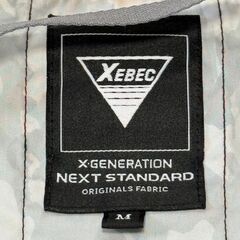 XEBEC
X-GENERATION
NEXT STANDARD
ORIGINALS FABRIC
M